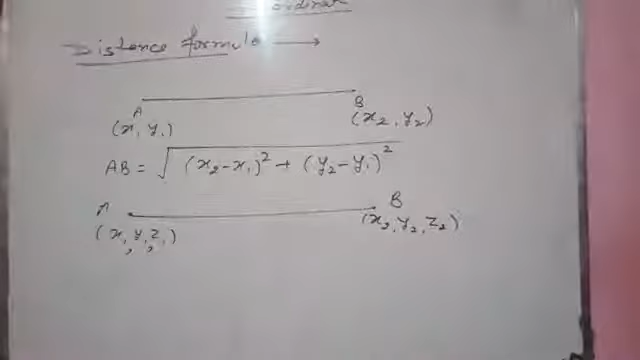 Distance formula →
A B
(x₁ y₁) (x₂, y₂)
AB = √(x₂-x₁)² + (y₂-y₁)²
A B
(x₁, y₁, z₁) (x₂, y₂, z₂)